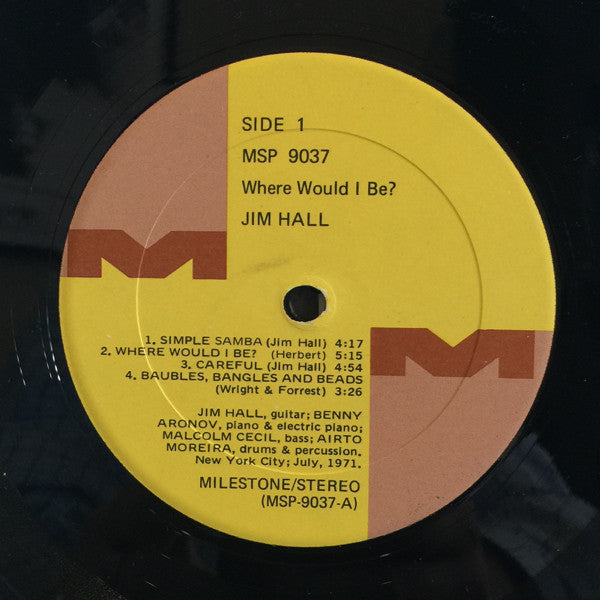 SIDE 1
MSP 9037
Where Would I Be?
JIM HALL
M
1. SIMPLE SAMBA (Jim Hall) 4:17
2. WHERE WOULD I BE? (Herbert) 5:15
3. CAREFUL (Jim Hall) 4:54
4. BAUBLES, BANGLES AND BEADS
(Wright & Forrest) 3:26
M
JIM HALL, guitar; BENNY
ARONOV, piano & electric piano;
MALCOLM CECIL, bass; AIRTO
MOREIRA, drums & percussion.
New York City; July, 1971.
MILESTONE/STEREO
(MSP-9037-A)